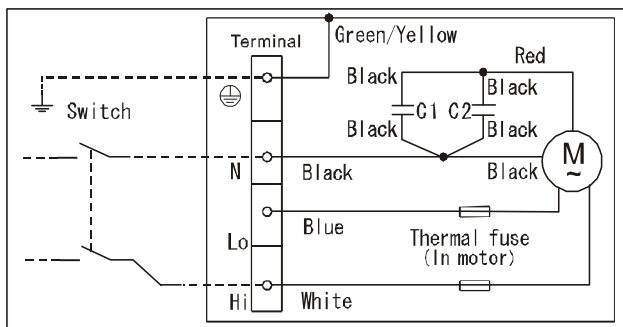 Green/Yellow
Terminal
Red
Black
Black
C1
C2
Switch
Black
Black
N
Black
Black
M
~
Blue
Lo
Thermal fuse
(In motor)
Hi
White